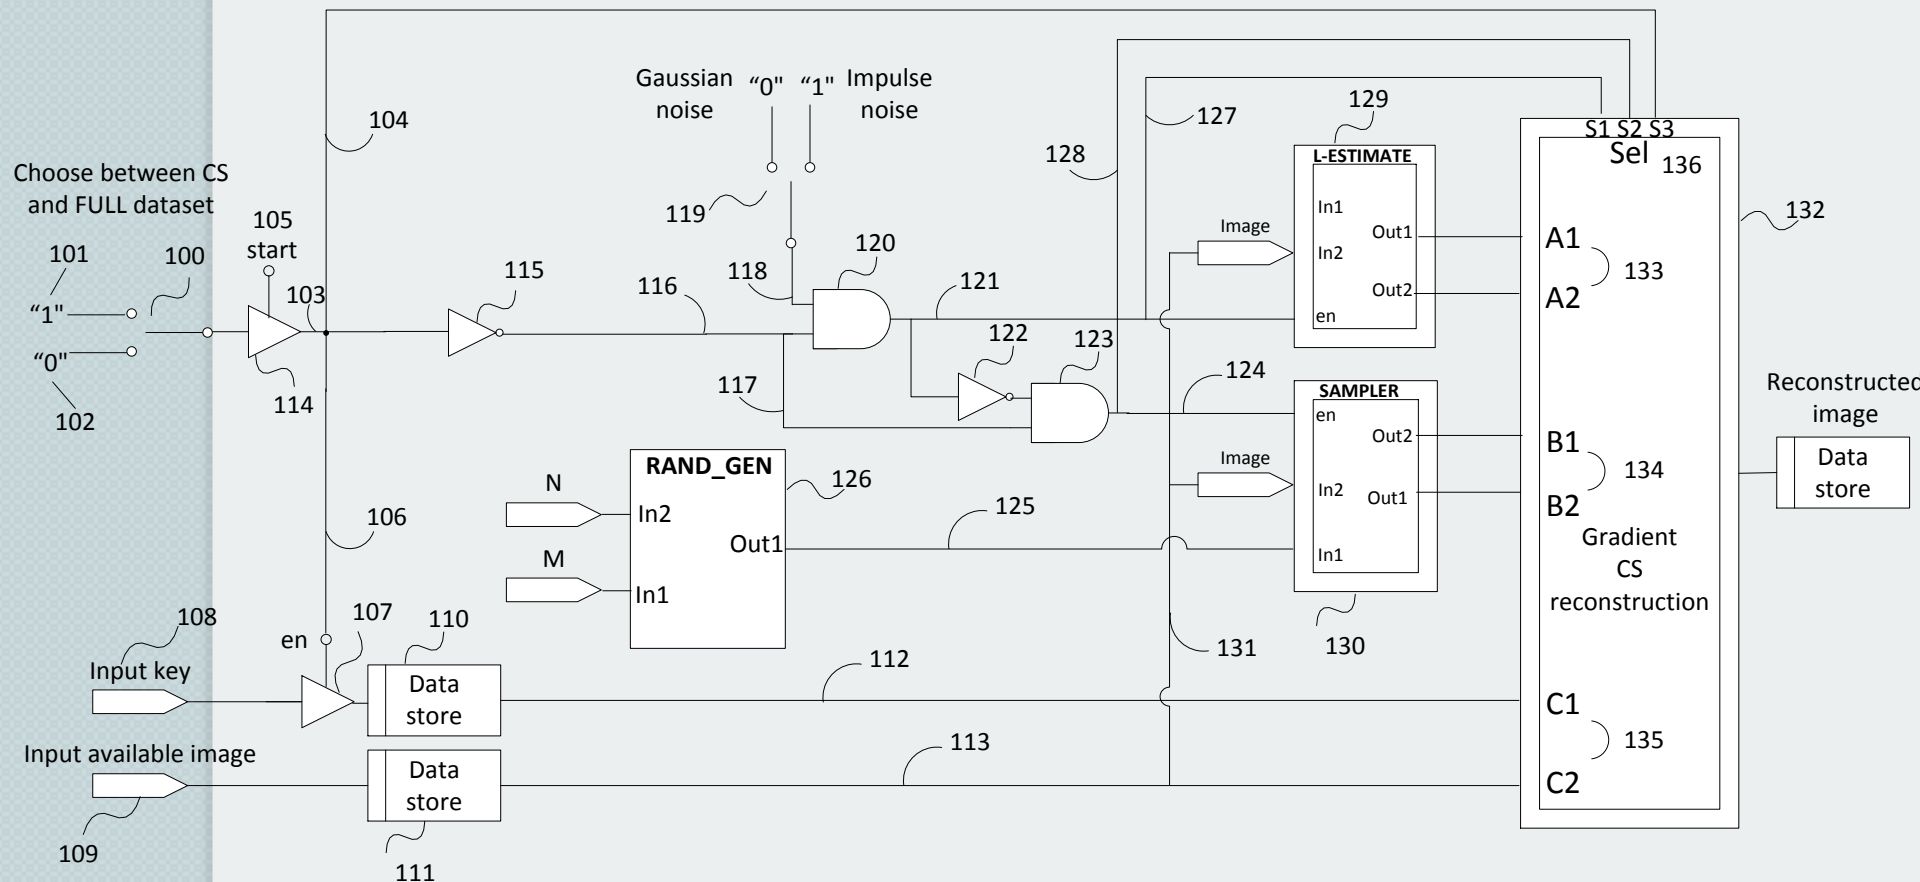 Gaussian noise
“0"
“1"
Impulse noise
104
127
128
129
S1 S2 S3
Sel
136
L-ESTIMATE
In1
In2
en
Out1
Out2
Image
132
Choose between CS
and FULL dataset
105
start
101
100
“1"
“0"
102
103
114
115
116
119
118
120
121
122
123
117
124
A1
133
A2
SAMPLER
en
Out2
Image
In2
Out1
In1
130
131
B1
134
B2
Gradient
CS
reconstruction
Reconstructed
image
Data
store
RAND_GEN
N
In2
M
In1
Out1
126
125
106
108
Input key
en
107
110
Data
store
112
C1
135
C2
Input available image
109
Data
store
111
113